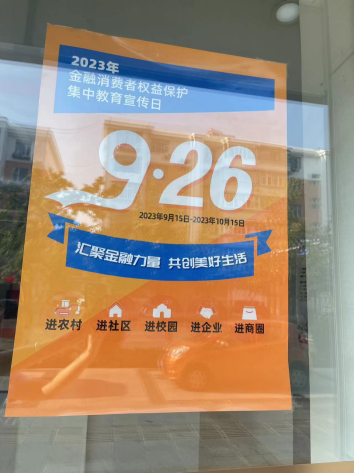 2023年
金融消费者权益保护
集中教育宣传日
9·26
2023年9月15日-2023年10月15日
汇聚金融力量 共创美好生活
进农村 进社区 进校园 进企业 进商圈